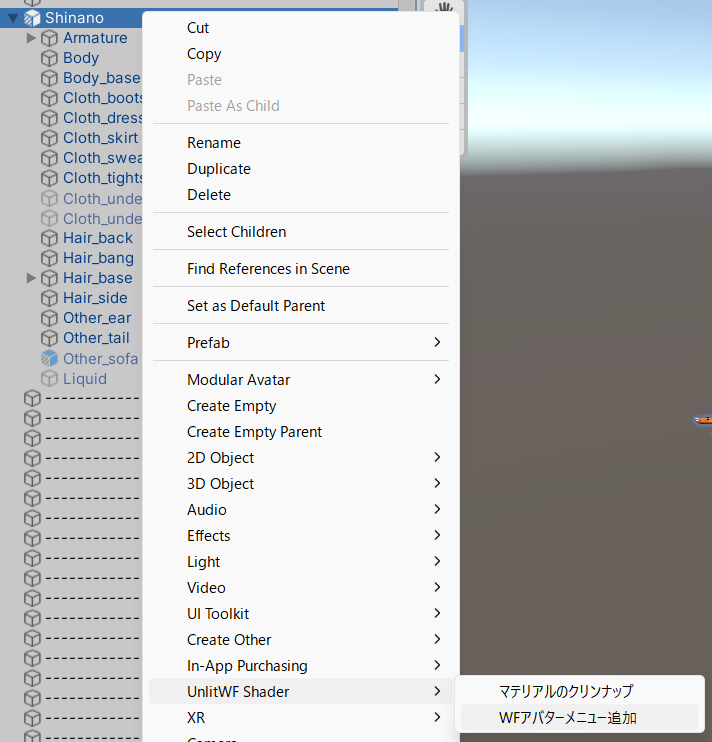 Shinano
Armature
Body
Body_base
Cloth_boots
Cloth_dress
Cloth_skirt
Cloth_swea
Cloth_tights
Cloth_unde
Cloth_unde
Hair_back
Hair_bang
Hair_base
Hair_side
Other_ear
Other_tail
Other_sofa
Liquid
Cut
Copy
Paste
Paste As Child
Rename
Duplicate
Delete
Select Children
Find References in Scene
Set as Default Parent
Prefab
Modular Avatar
Create Empty
Create Empty Parent
2D Object
3D Object
Audio
Effects
Light
Video
UI Toolkit
Create Other
In-App Purchasing
UnlitWF Shader
XR
Camera
マテリアルのクリンナップ
WFアバターメニュー追加